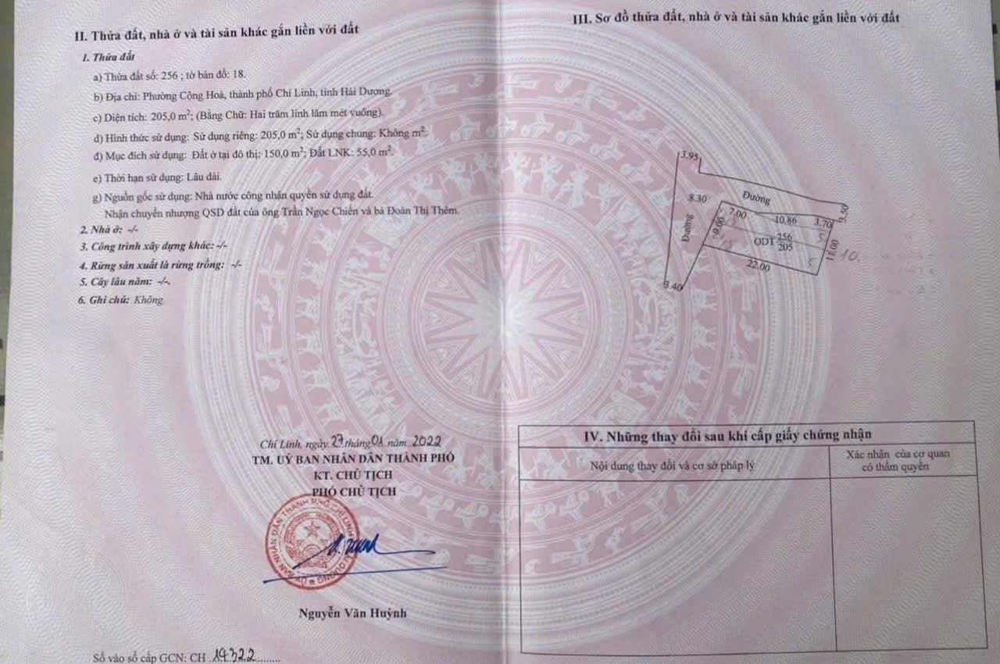 II. Thửa đất, nhà ở và tài sản khác gắn liền với đất
1. Thửa đất
a) Thửa đất số: 256 ; tờ bản đồ: 18.
b) Địa chỉ: Phường Cộng Hoà, thành phố Chí Linh, tỉnh Hải Dương.
c) Diện tích: 205,0 m²; (Bằng Chữ: Hai trăm linh lăm mét vuông).
d) Hình thức sử dụng: Sử dụng riêng: 205,0 m²; Sử dụng chung: Không m².
đ) Mục đích sử dụng: Đất ở tại đô thị: 150,0 m²; Đất LNK: 55,0 m².
e) Thời hạn sử dụng: Lâu dài.
g) Nguồn gốc sử dụng: Nhà nước công nhận quyền sử dụng đất.
Nhận chuyển nhượng QSD đất của ông Trần Ngọc Chiến và bà Đoàn Thị Thêm.
2. Nhà ở: -/-
3. Công trình xây dựng khác: -/-
4. Rừng sản xuất là rừng trồng: -/-
5. Cây lâu năm: -/-.
6. Ghi chú: Không.
Chí Linh, ngày 27 tháng 01 năm 2022
TM. UỶ BAN NHÂN DÂN THÀNH PHỐ
KT. CHỦ TỊCH
PHÓ CHỦ TỊCH
Nguyễn Văn Huỳnh
Số vào sổ cấp GCN: CH 19322
III. Sơ đồ thửa đất, nhà ở và tài sản khác gắn liền với đất
3.95
Đường
8.30
7.00
10.86
3.70
3.50
Đường
9.00
ODT 256
205
5
11.00
10.
5
22.00
3.40
IV. Những thay đổi sau khi cấp giấy chứng nhận
Nội dung thay đổi và cơ sở pháp lý
Xác nhận của cơ quan
có thẩm quyền